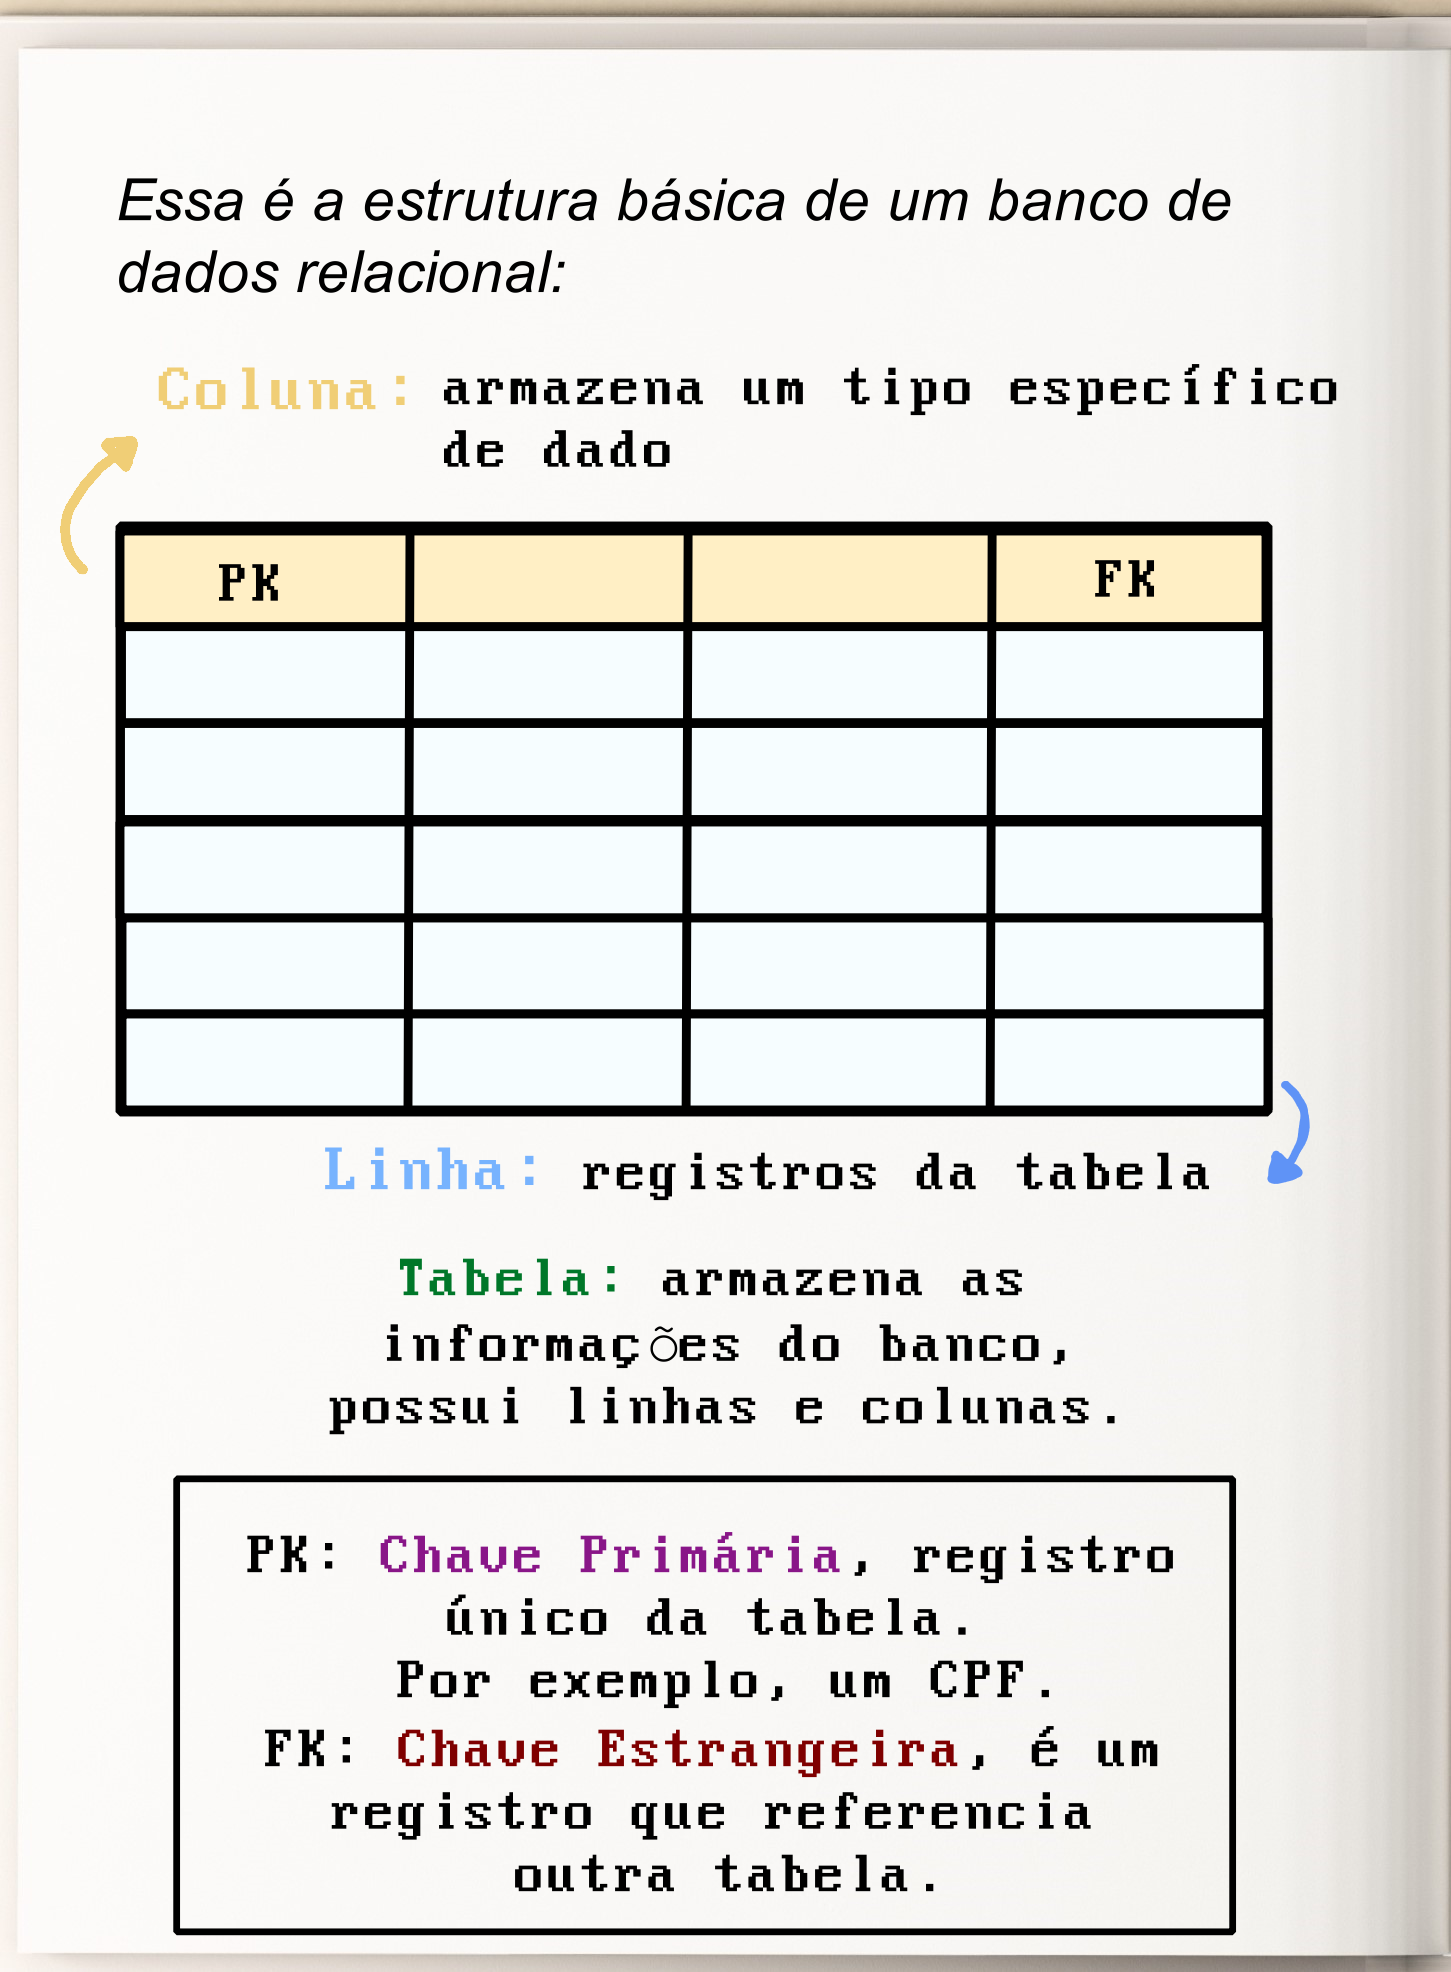 Essa é a estrutura básica de um banco de
dados relacional:
Coluna: armazena um tipo específico
de dado
PK FK
Linha: registros da tabela
Tabela: armazena as
informações do banco,
possui linhas e colunas.
PK: Chave Primária, registro
único da tabela.
Por exemplo, um CPF.
FK: Chave Estrangeira, é um
registro que referencia
outra tabela.